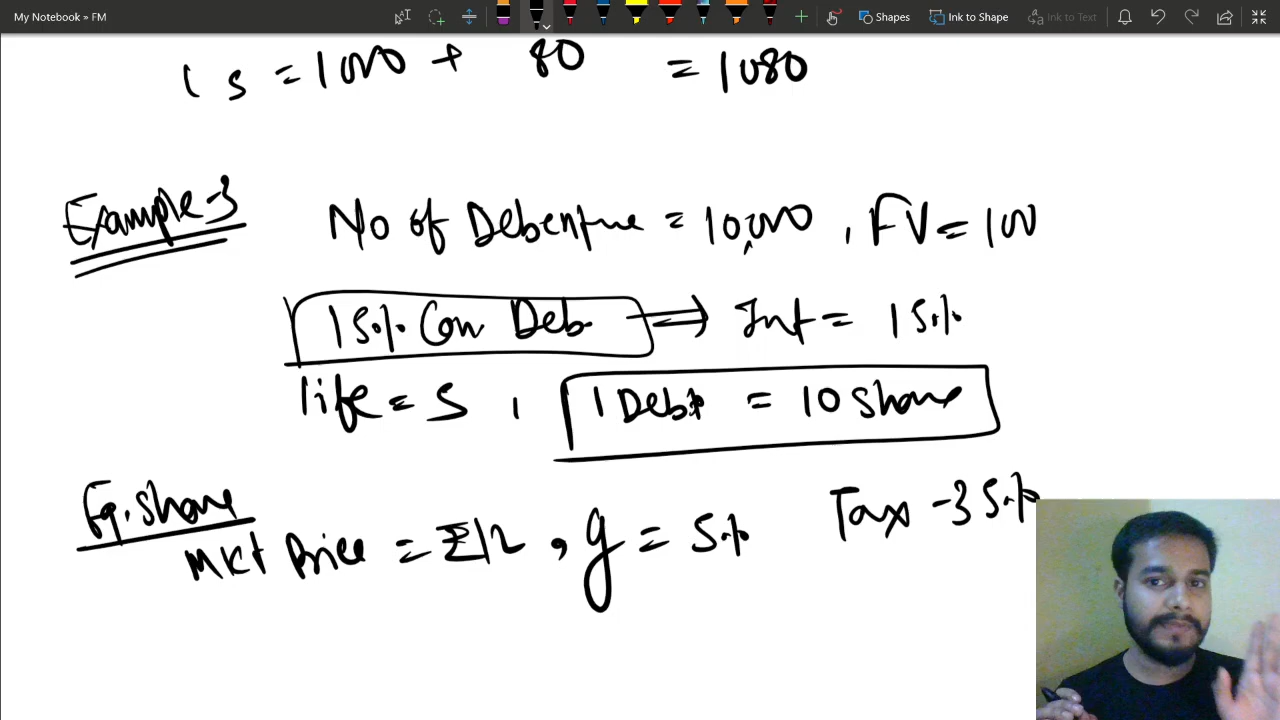 My Notebook » FM
Shapes
Ink to Shape
Ink to Text
= 1000 + 80 = 1080
Example-3 No of Debenture = 10,000, FV = 100
15% Con Deb ⇒ Int = 15%
life = 5, 1 Debt = 10 Share
Eq. Share
Tax - 35%
Mkt Price = ₹12, g = 5%